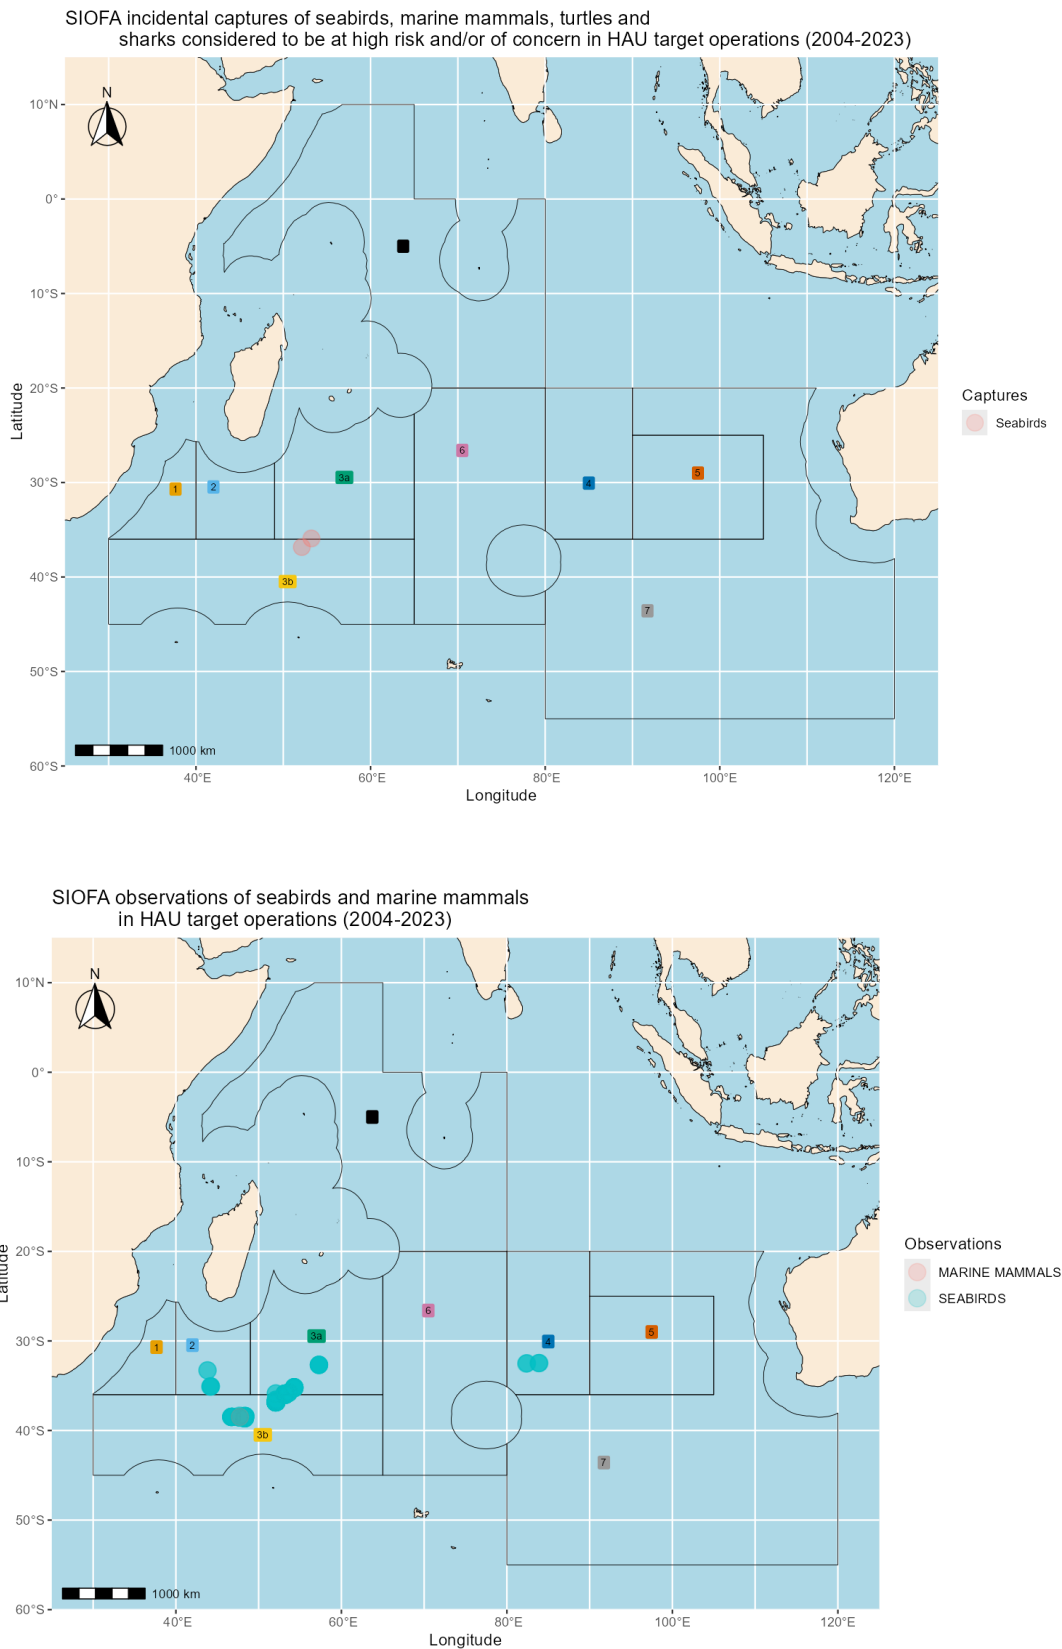 SIOFA incidental captures of seabirds, marine mammals, turtles and
sharks considered to be at high risk and/or of concern in HAU target operations (2004-2023)
N
10°N
0°
10°S
20°S
30°S
40°S
50°S
60°S
Latitude
1
2
3a
3b
6
4
5
7
1000 km
40°E
60°E
80°E
100°E
120°E
Longitude
Captures
Seabirds
SIOFA observations of seabirds and marine mammals
in HAU target operations (2004-2023)
N
10°N
0°
10°S
20°S
30°S
40°S
50°S
60°S
Latitude
1
2
3a
3b
6
4
5
7
1000 km
40°E
60°E
80°E
100°E
120°E
Longitude
Observations
MARINE MAMMALS
SEABIRDS